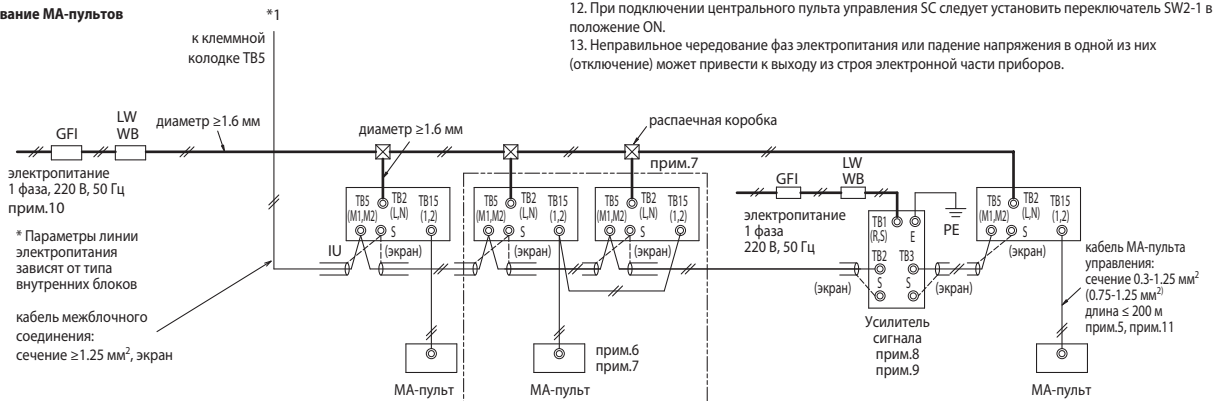 вание МА-пультов
*1
12. При подключении центрального пульта управления SC следует установить переключатель SW2-1 в
положение ON.
13. Неправильное чередование фаз электропитания или падение напряжения в одной из них
(отключение) может привести к выходу из строя электронной части приборов.
к клеммной
колодке TB5
GFI
LW
WB
диаметр ≥1.6 мм
диаметр ≥1.6 мм
распаечная коробка
прим.7
электропитание
1 фаза, 220 В, 50 Гц
прим.10
* Параметры линии
электропитания
зависят от типа
внутренних блоков
кабель межблочного
соединения:
сечение ≥1.25 мм², экран
IU
TB5
(M1,M2)
TB2
(L,N)
TB15
(1,2)
S
(экран)
МА-пульт
TB5
(M1,M2)
TB2
(L,N)
TB15
(1,2)
S
(экран)
МА-пульт
прим.6
прим.7
TB5
(M1,M2)
TB2
(L,N)
TB15
(1,2)
S
(экран)
GFI
LW
WB
электропитание
1 фаза
220 В, 50 Гц
TB1
(R,S)
E
PE
TB2
TB3
S
S
(экран)
(экран)
Усилитель
сигнала
прим.8
прим.9
TB5
(M1,M2)
TB2
(L,N)
TB15
(1,2)
S
(экран)
кабель МА-пульта
управления:
сечение 0.3-1.25 мм²
(0.75-1.25 мм²)
длина ≤ 200 м
прим.5, прим.11
МА-пульт